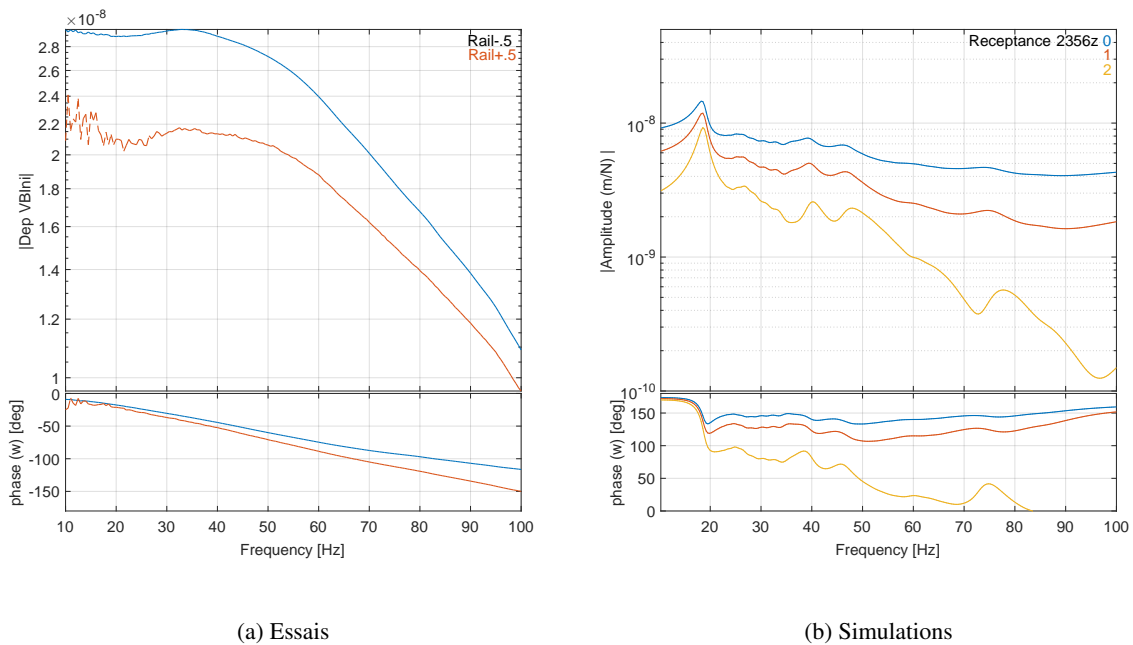 ×10⁻⁸
2.8
2.6
2.4
2.2
2
1.8
1.6
1.4
1.2
1
|Dep VBIni|
Rail-.5
Rail+.5
0
-50
-100
-150
phase (w) [deg]
10 20 30 40 50 60 70 80 90 100
Frequency [Hz]
(a) Essais
Receptance 2356z 0
1
2
10⁻⁸
10⁻⁹
10⁻¹⁰
|Amplitude (m/N) |
150
100
50
0
phase (w) [deg]
20 30 40 50 60 70 80 90 100
Frequency [Hz]
(b) Simulations